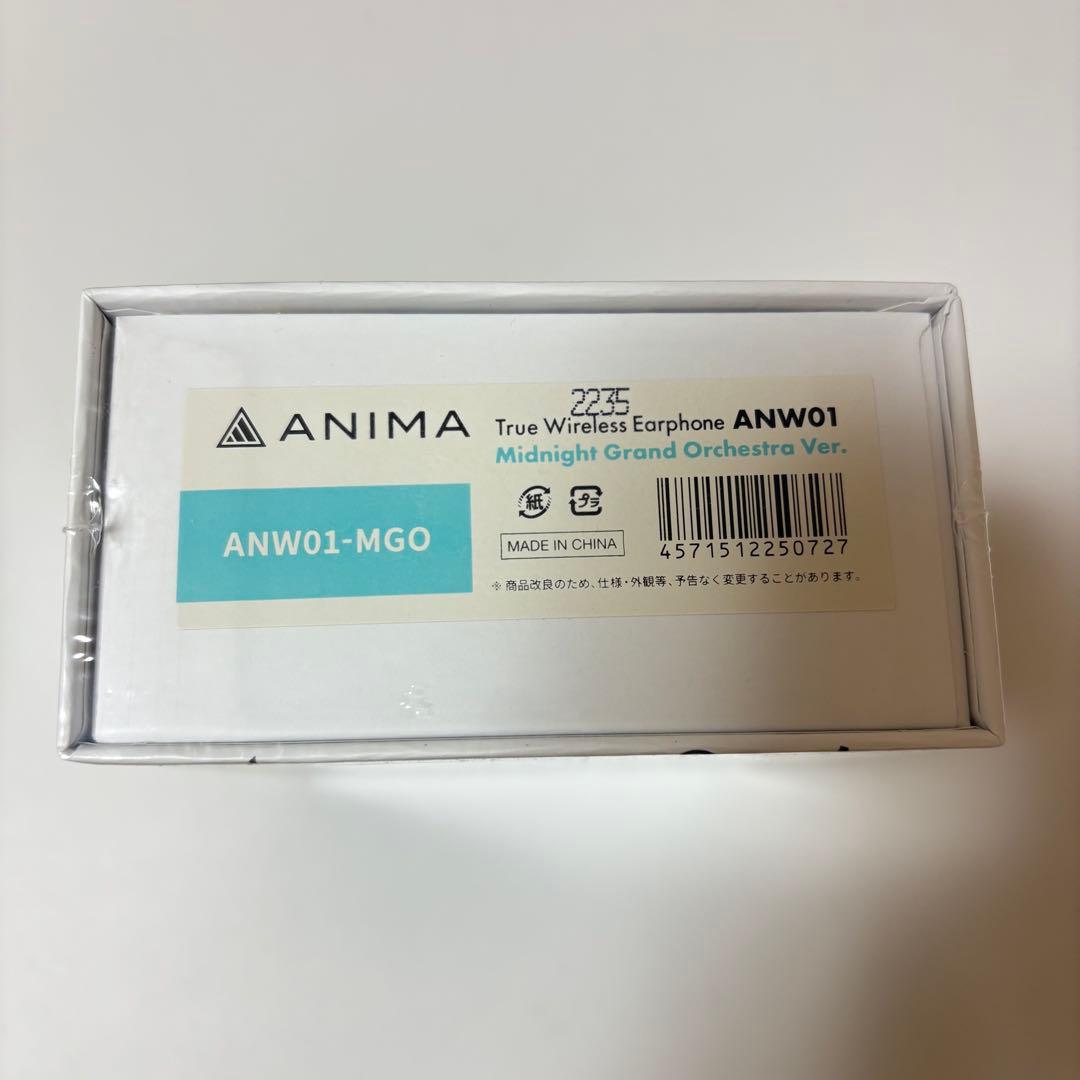 ANIMA
2235
True Wireless Earphone ANW01
Midnight Grand Orchestra Ver.
ANW01-MGO
紙
プラ
MADE IN CHINA
4571512250727
※ 商品改良のため、仕様・外観等、予告なく変更することがあります。